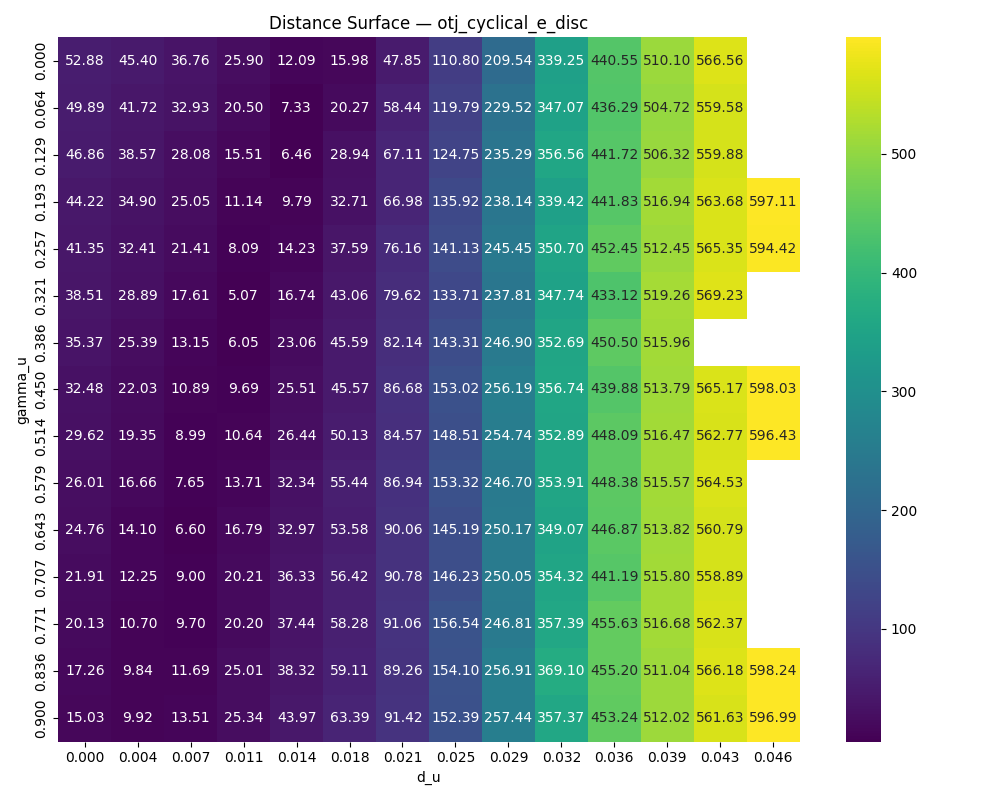 Distance Surface — otj_cyclical_e_disc
0.000 52.88 45.40 36.76 25.90 12.09 15.98 47.85 110.80 209.54 339.25 440.55 510.10 566.56
0.064 49.89 41.72 32.93 20.50 7.33 20.27 58.44 119.79 229.52 347.07 436.29 504.72 559.58
0.129 46.86 38.57 28.08 15.51 6.46 28.94 67.11 124.75 235.29 356.56 441.72 506.32 559.88
0.193 44.22 34.90 25.05 11.14 9.79 32.71 66.98 135.92 238.14 339.42 441.83 516.94 563.68 597.11
0.257 41.35 32.41 21.41 8.09 14.23 37.59 76.16 141.13 245.45 350.70 452.45 512.45 565.35 594.42
0.321 38.51 28.89 17.61 5.07 16.74 43.06 79.62 133.71 237.81 347.74 433.12 519.26 569.23
0.386 35.37 25.39 13.15 6.05 23.06 45.59 82.14 143.31 246.90 352.69 450.50 515.96
0.450 32.48 22.03 10.89 9.69 25.51 45.57 86.68 153.02 256.19 356.74 439.88 513.79 565.17 598.03
0.514 29.62 19.35 8.99 10.64 26.44 50.13 84.57 148.51 254.74 352.89 448.09 516.47 562.77 596.43
0.579 26.01 16.66 7.65 13.71 32.34 55.44 86.94 153.32 246.70 353.91 448.38 515.57 564.53
0.643 24.76 14.10 6.60 16.79 32.97 53.58 90.06 145.19 250.17 349.07 446.87 513.82 560.79
0.707 21.91 12.25 9.00 20.21 36.33 56.42 90.78 146.23 250.05 354.32 441.19 515.80 558.89
0.771 20.13 10.70 9.70 20.20 37.44 58.28 91.06 156.54 246.81 357.39 455.63 516.68 562.37
0.836 17.26 9.84 11.69 25.01 38.32 59.11 89.26 154.10 256.91 369.10 455.20 511.04 566.18 598.24
0.900 15.03 9.92 13.51 25.34 43.97 63.39 91.42 152.39 257.44 357.37 453.24 512.02 561.63 596.99
0.000 0.004 0.007 0.011 0.014 0.018 0.021 0.025 0.029 0.032 0.036 0.039 0.043 0.046
d_u
gamma_u
500
400
300
200
100